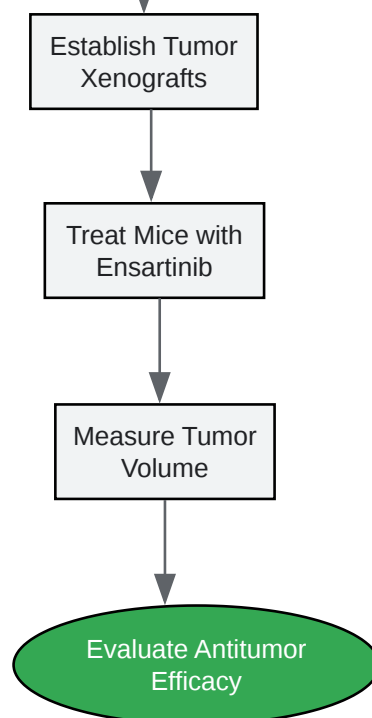 Establish Tumor
Xenografts
Treat Mice with
Ensartinib
Measure Tumor
Volume
Evaluate Antitumor
Efficacy